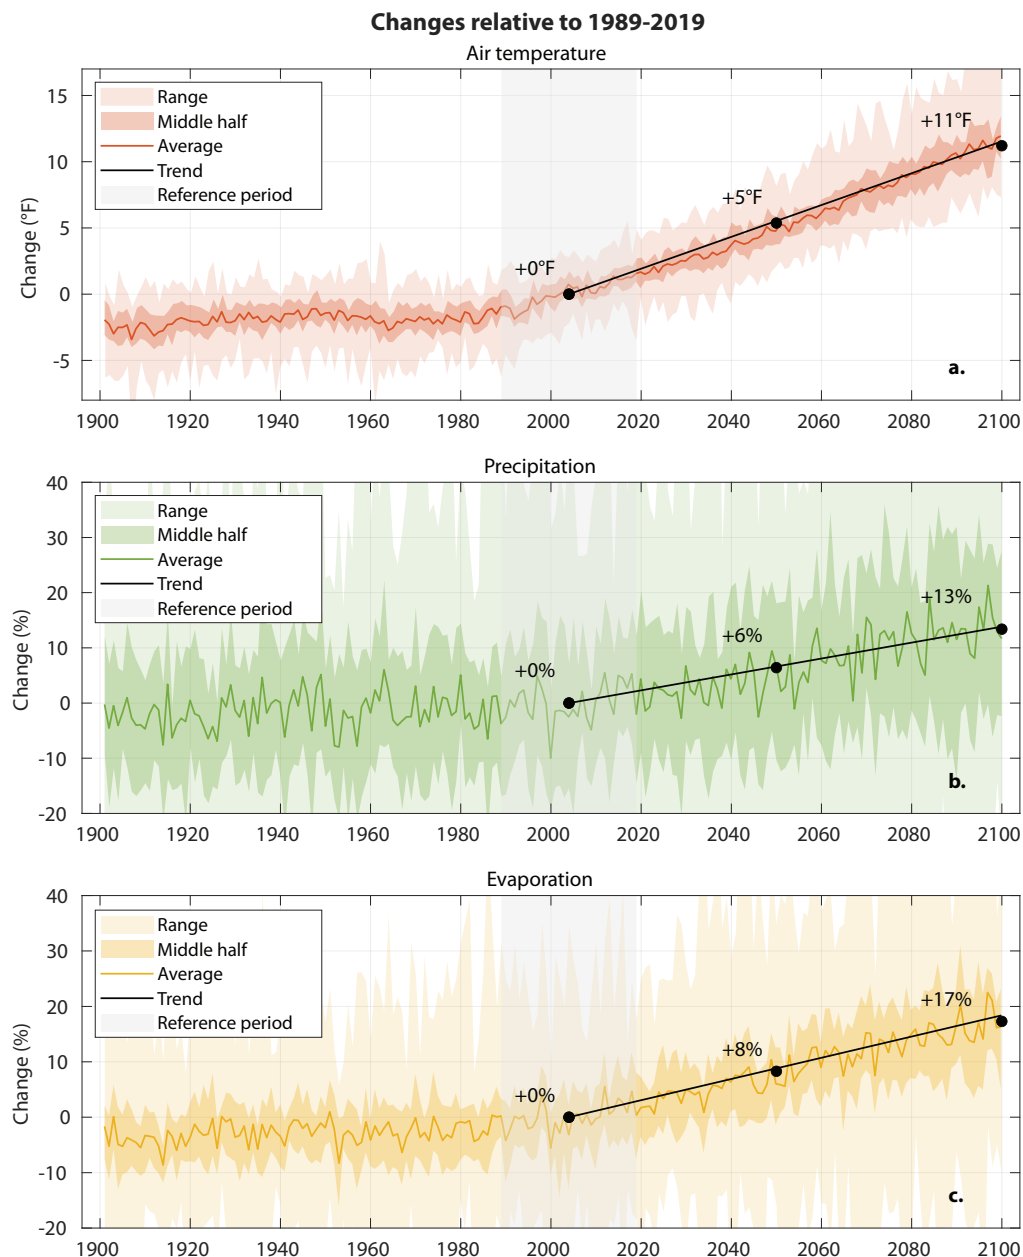 Changes relative to 1989-2019
Air temperature
Range
Middle half
Average
Trend
Reference period
+0°F
+5°F
+11°F
15
10
5
0
-5
Change (°F)
a.
1900 1920 1940 1960 1980 2000 2020 2040 2060 2080 2100
Precipitation
Range
Middle half
Average
Trend
Reference period
+0%
+6%
+13%
40
30
20
10
0
-10
-20
Change (%)
b.
1900 1920 1940 1960 1980 2000 2020 2040 2060 2080 2100
Evaporation
Range
Middle half
Average
Trend
Reference period
+0%
+8%
+17%
40
30
20
10
0
-10
-20
Change (%)
c.
1900 1920 1940 1960 1980 2000 2020 2040 2060 2080 2100